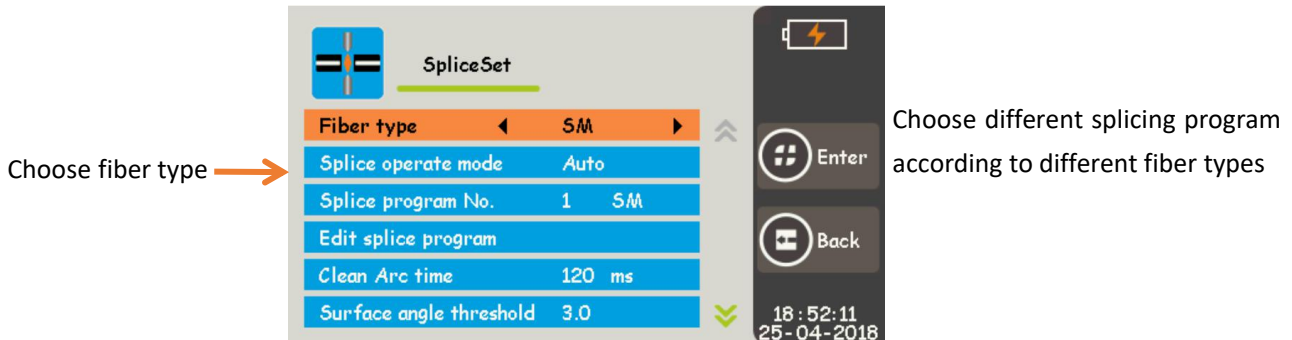 SpliceSet
Fiber type SM
Splice operate mode Auto
Splice program No. 1 SM
Edit splice program
Clean Arc time 120 ms
Surface angle threshold 3.0
Enter
Back
18:52:11
25-04-2018
Choose fiber type
Choose different splicing program
according to different fiber types